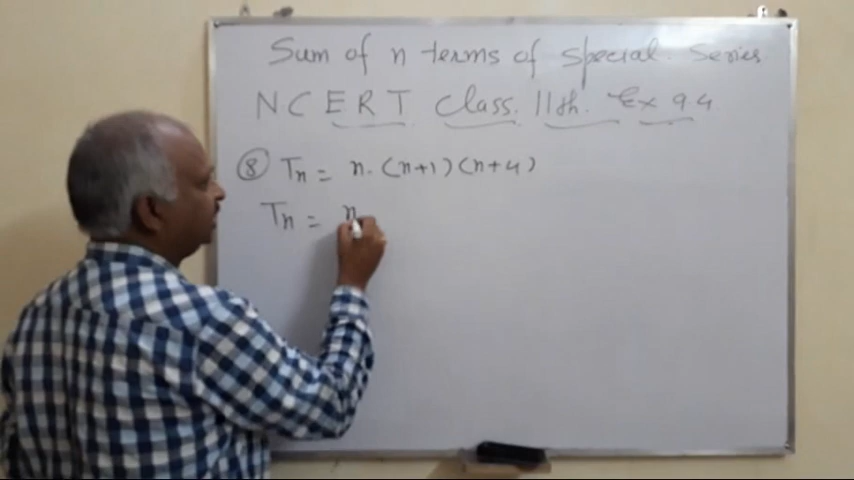 Sum of n terms of special series
NCERT Class 11th. Ex 9.4
⑧ Tn = n. (n+1) (n+4)
Tn = n